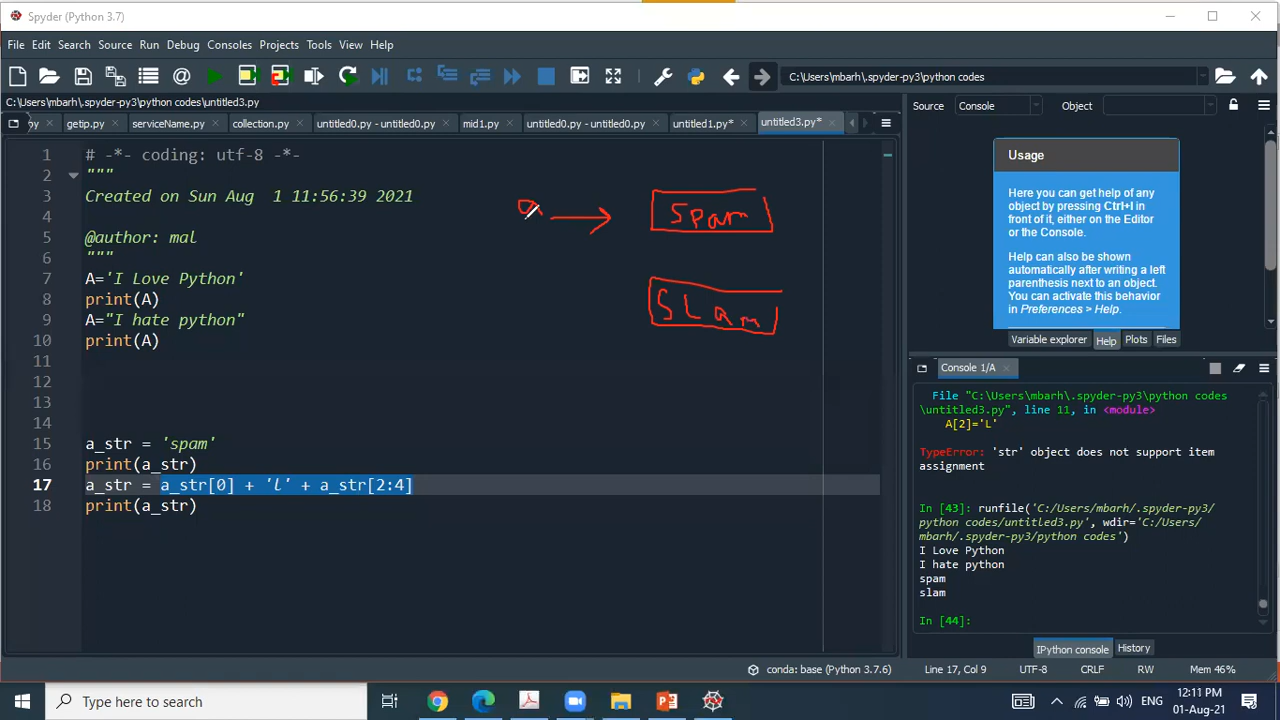 Spyder (Python 3.7)
File Edit Search Source Run Debug Consoles Projects Tools View Help
C:\Users\mbarh\.spyder-py3\python codes
C:\Users\mbarh\.spyder-py3\python codes\untitled3.py
Source Console Object
py getip.py serviceName.py collection.py untitled0.py - untitled0.py mid1.py untitled0.py - untitled0.py untitled1.py* untitled3.py*
1 # -*- coding: utf-8 -*-
2 """
3 Created on Sun Aug  1 11:56:39 2021
4
5 @author: mal
6 """
7 A='I Love Python'
8 print(A)
9 A="I hate python"
10 print(A)
11
12
13
14
15 a_str = 'spam'
16 print(a_str)
17 a_str = a_str[0] + 'l' + a_str[2:4]
18 print(a_str)
a
Spam
SLam
Usage
Here you can get help of any
object by pressing Ctrl+I in
front of it, either on the Editor
or the Console.
Help can also be shown
automatically after writing a left
parenthesis next to an object.
You can activate this behavior
in Preferences > Help.
Variable explorer Help Plots Files
Console 1/A
File "C:\Users\mbarh\.spyder-py3\python codes
\untitled3.py", line 11, in <module>
A[2]='L'
TypeError: 'str' object does not support item
assignment
In [43]: runfile('C:/Users/mbarh/.spyder-py3/
python codes/untitled3.py', wdir='C:/Users/
mbarh/.spyder-py3/python codes')
I Love Python
I hate python
spam
slam
In [44]:
IPython console History
conda: base (Python 3.7.6) Line 17, Col 9 UTF-8 CRLF RW Mem 46%
Type here to search
ENG
12:11 PM
01-Aug-21